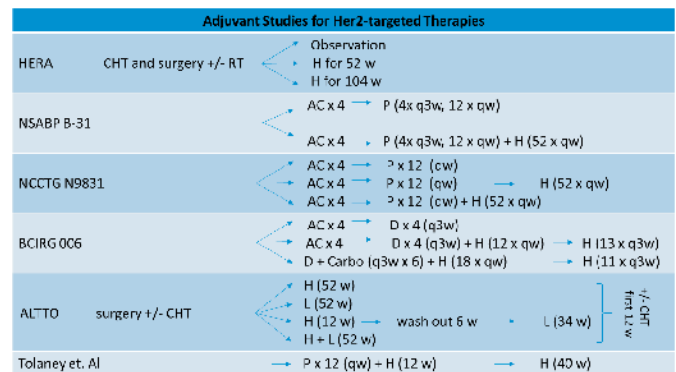 Adjuvant Studies for Her2-targeted Therapies
HERA CHT and surgery +/- RT
Observation
H for 52 w
H for 104 w
NSABP B-31
AC x 4 → P (4x q3w, 12 x qw)
AC x 4 → P (4x q3w, 12 x qw) + H (52 x qw)
NCCTG N9831
AC x 4 → P x 12 (qw)
AC x 4 → P x 12 (qw) → H (52 x qw)
AC x 4 → P x 12 (qw) + H (52 x qw)
BCIRG 006
AC x 4 → D x 4 (q3w)
AC x 4 → D x 4 (q3w) + H (12 x qw) → H (13 x q3w)
D + Carbo (q3w x 6) + H (18 x qw) → H (11 x q3w)
ALTTO surgery +/- CHT
H (52 w)
L (52 w)
H (12 w) → wash out 6 w → L (34 w)
H + L (52 w)
+/- CHT
first 12 w
Tolaney et. Al → P x 12 (qw) + H (12 w) → H (40 w)